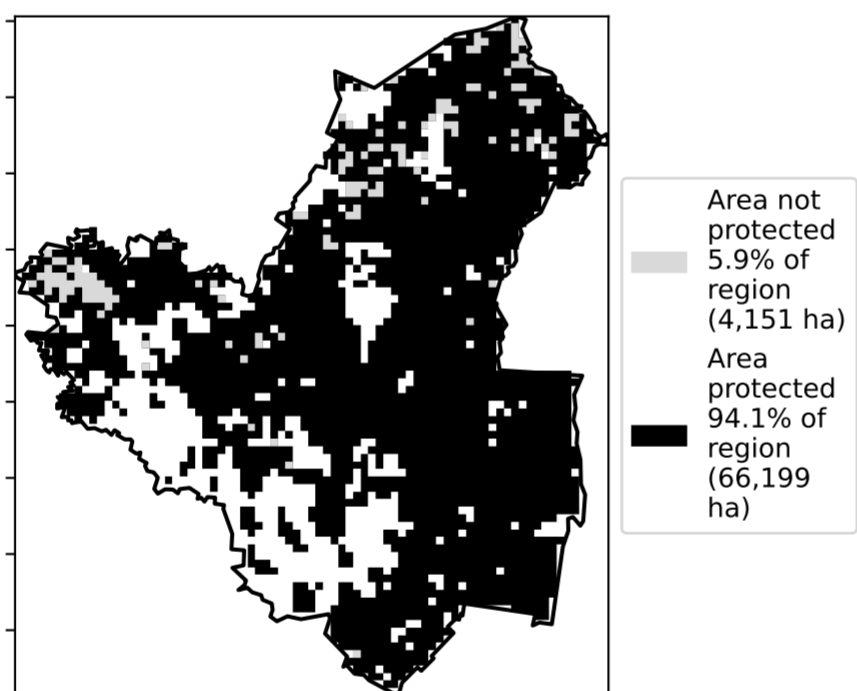 Area not
protected
5.9% of
region
(4,151 ha)
Area
protected
94.1% of
region
(66,199
ha)